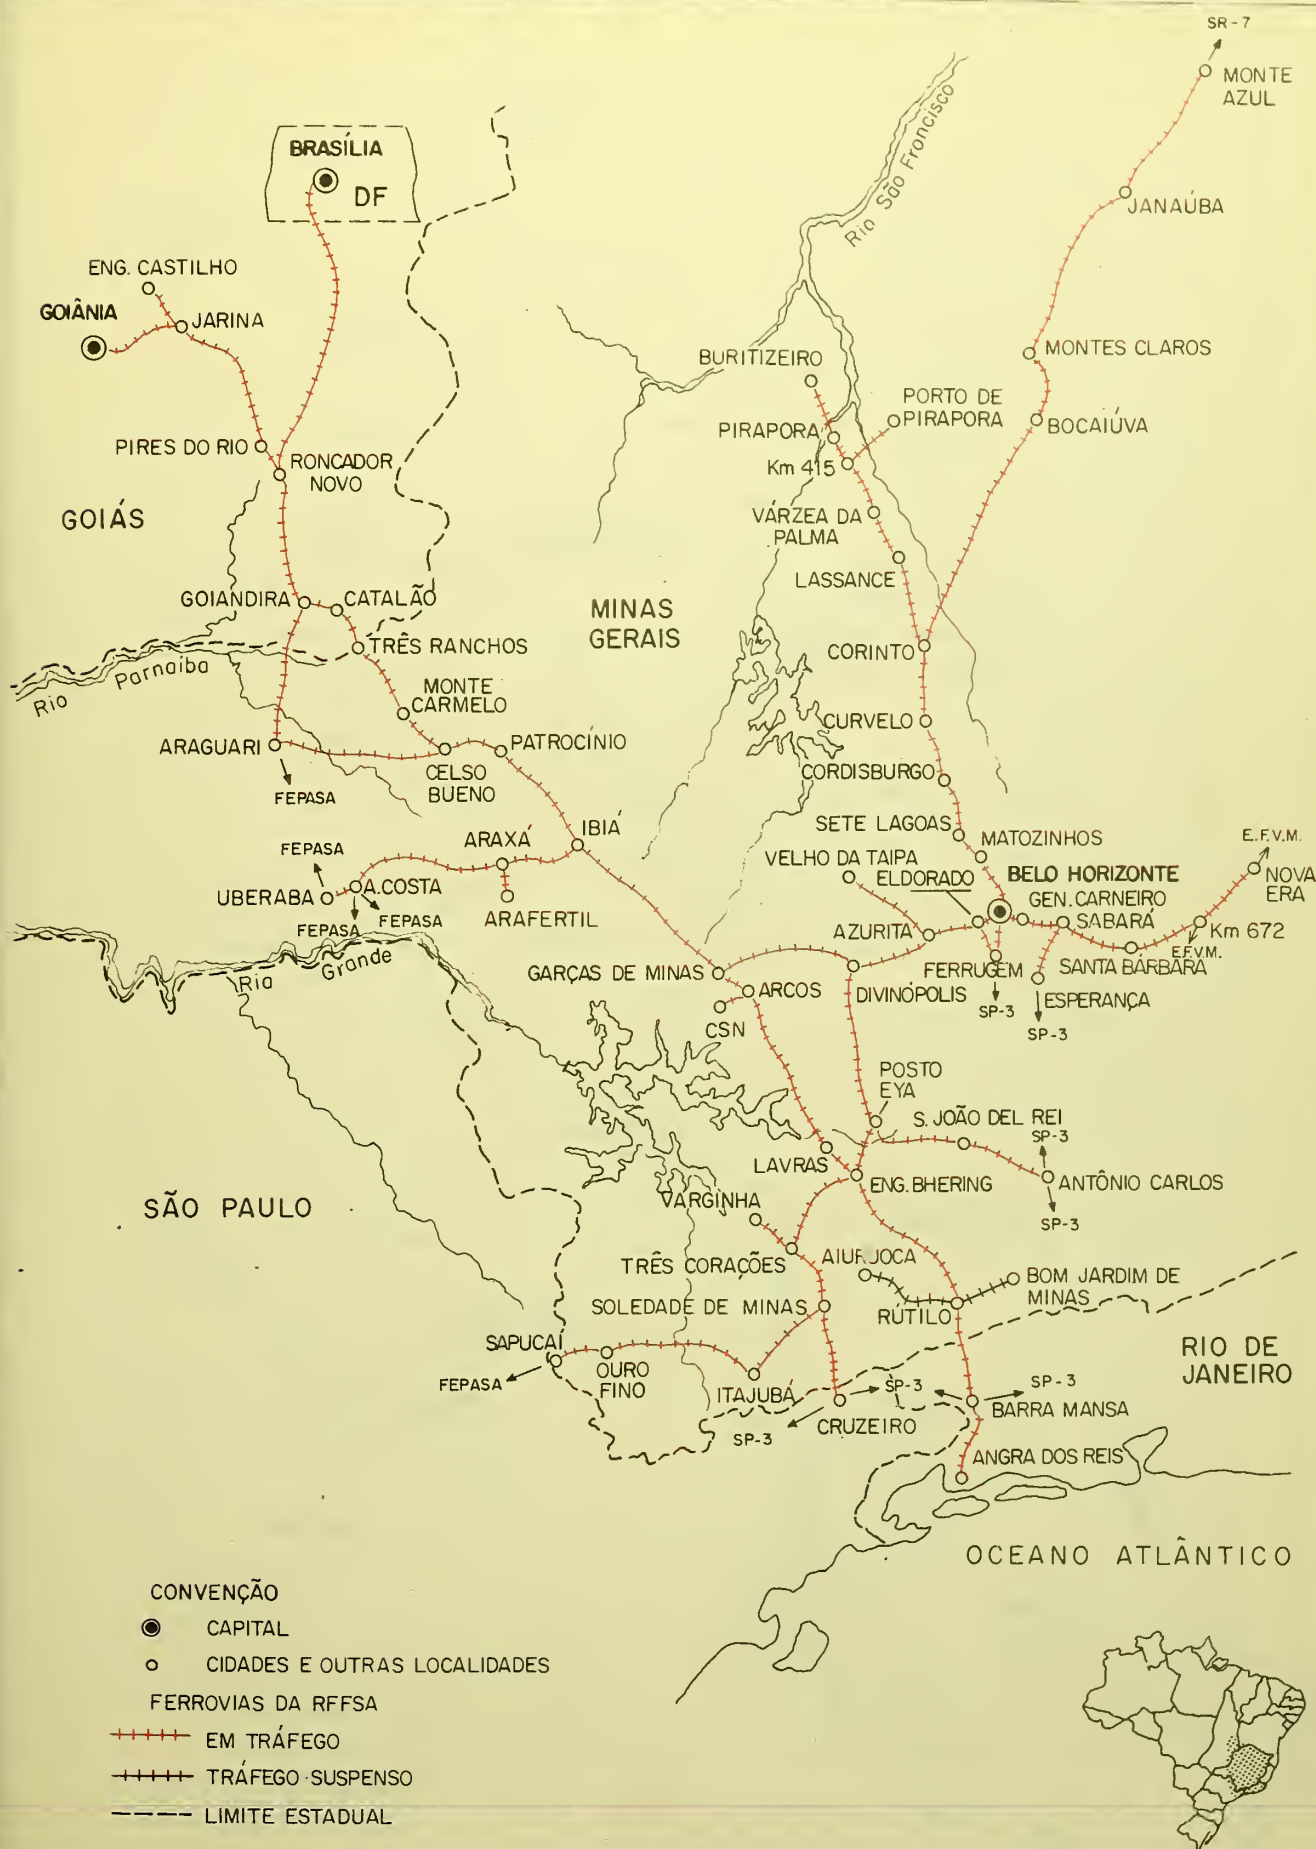 SR-7
MONTE
AZUL
BRASÍLIA
DF
Rio São Francisco
JANAÚBA
ENG. CASTILHO
GOIÂNIA
JARINA
MONTES CLAROS
BURITIZEIRO
PORTO DE
PIRAPORA
PIRAPORA
BOCAIÚVA
PIRES DO RIO
RONCADOR
NOVO
Km 415
GOIÁS
VÁRZEA DA
PALMA
LASSANCE
GOIANDIRA
CATALÃO
MINAS
GERAIS
TRÊS RANCHOS
CORINTO
Rio Parnaíba
MONTE
CARMELO
CURVELO
ARAGUARI
PATROCÍNIO
CELSO
BUENO
CORDISBURGO
FEPASA
SETE LAGOAS
MATOZINHOS
IBIÁ
ARAXÁ
E.F.V.M.
FEPASA
VELHO DA TAIPA
ELDORADO
BELO HORIZONTE
NOVA
ERA
A.COSTA
UBERABA
GEN. CARNEIRO
SABARÁ
ARAFERTIL
FEPASA
FEPASA
AZURITA
Km 672
E.F.V.M.
Rio Grande
GARÇAS DE MINAS
FERRUGEM
SANTA BÁRBARA
ARCOS
DIVINÓPOLIS
ESPERANÇA
SP-3
CSN
SP-3
POSTO
EYA
S. JOÃO DEL REI
SP-3
LAVRAS
ENG. BHERING
ANTÔNIO CARLOS
SÃO PAULO
VARGINHA
SP-3
TRÊS CORAÇÕES
AIURUOCA
BOM JARDIM DE
MINAS
SOLEDADE DE MINAS
RÚTILO
SAPUCAÍ
OURO
FINO
RIO DE
JANEIRO
FEPASA
ITAJUBÁ
SP-3
SP-3
CRUZEIRO
BARRA MANSA
SP-3
ANGRA DOS REIS
OCEANO ATLÂNTICO
CONVENÇÃO
CAPITAL
CIDADES E OUTRAS LOCALIDADES
FERROVIAS DA RFFSA
EM TRÁFEGO
TRÁFEGO SUSPENSO
LIMITE ESTADUAL